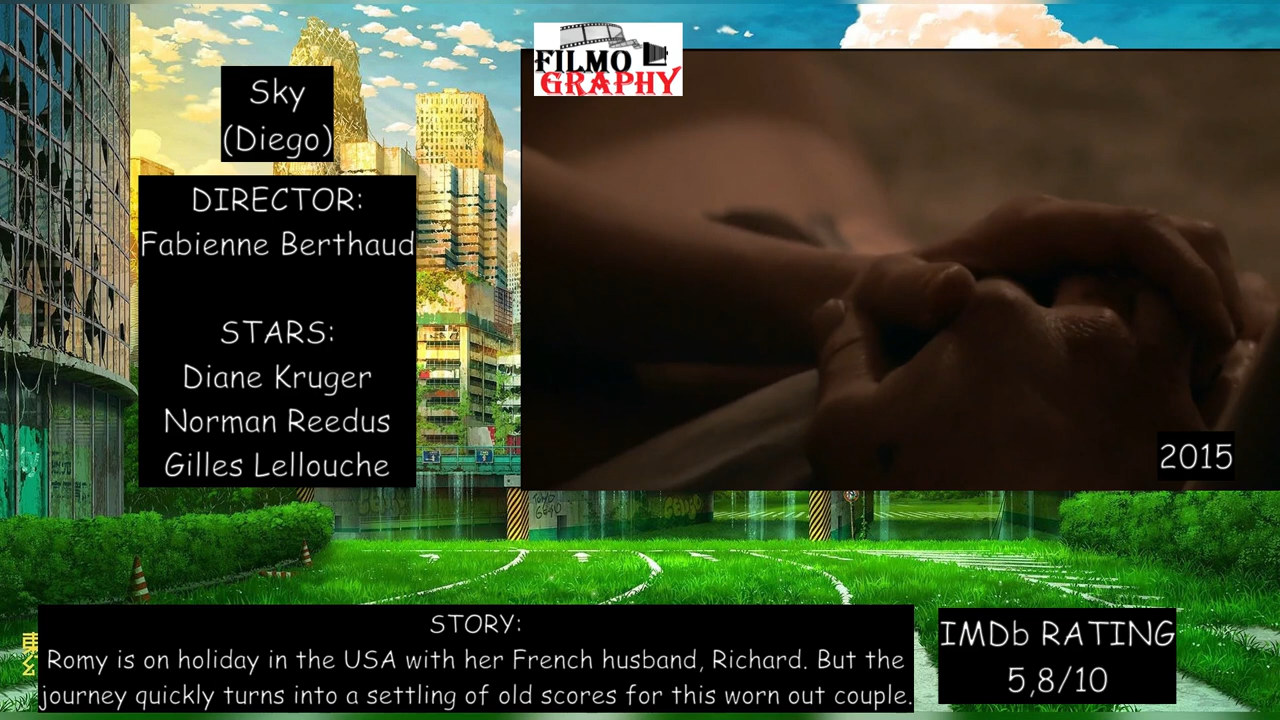 FILMO
GRAPHY
Sky
(Diego)
DIRECTOR:
Fabienne Berthaud
STARS:
Diane Kruger
Norman Reedus
Gilles Lellouche
2015
STORY:
Romy is on holiday in the USA with her French husband, Richard. But the
journey quickly turns into a settling of old scores for this worn out couple.
IMDb RATING
5,8/10